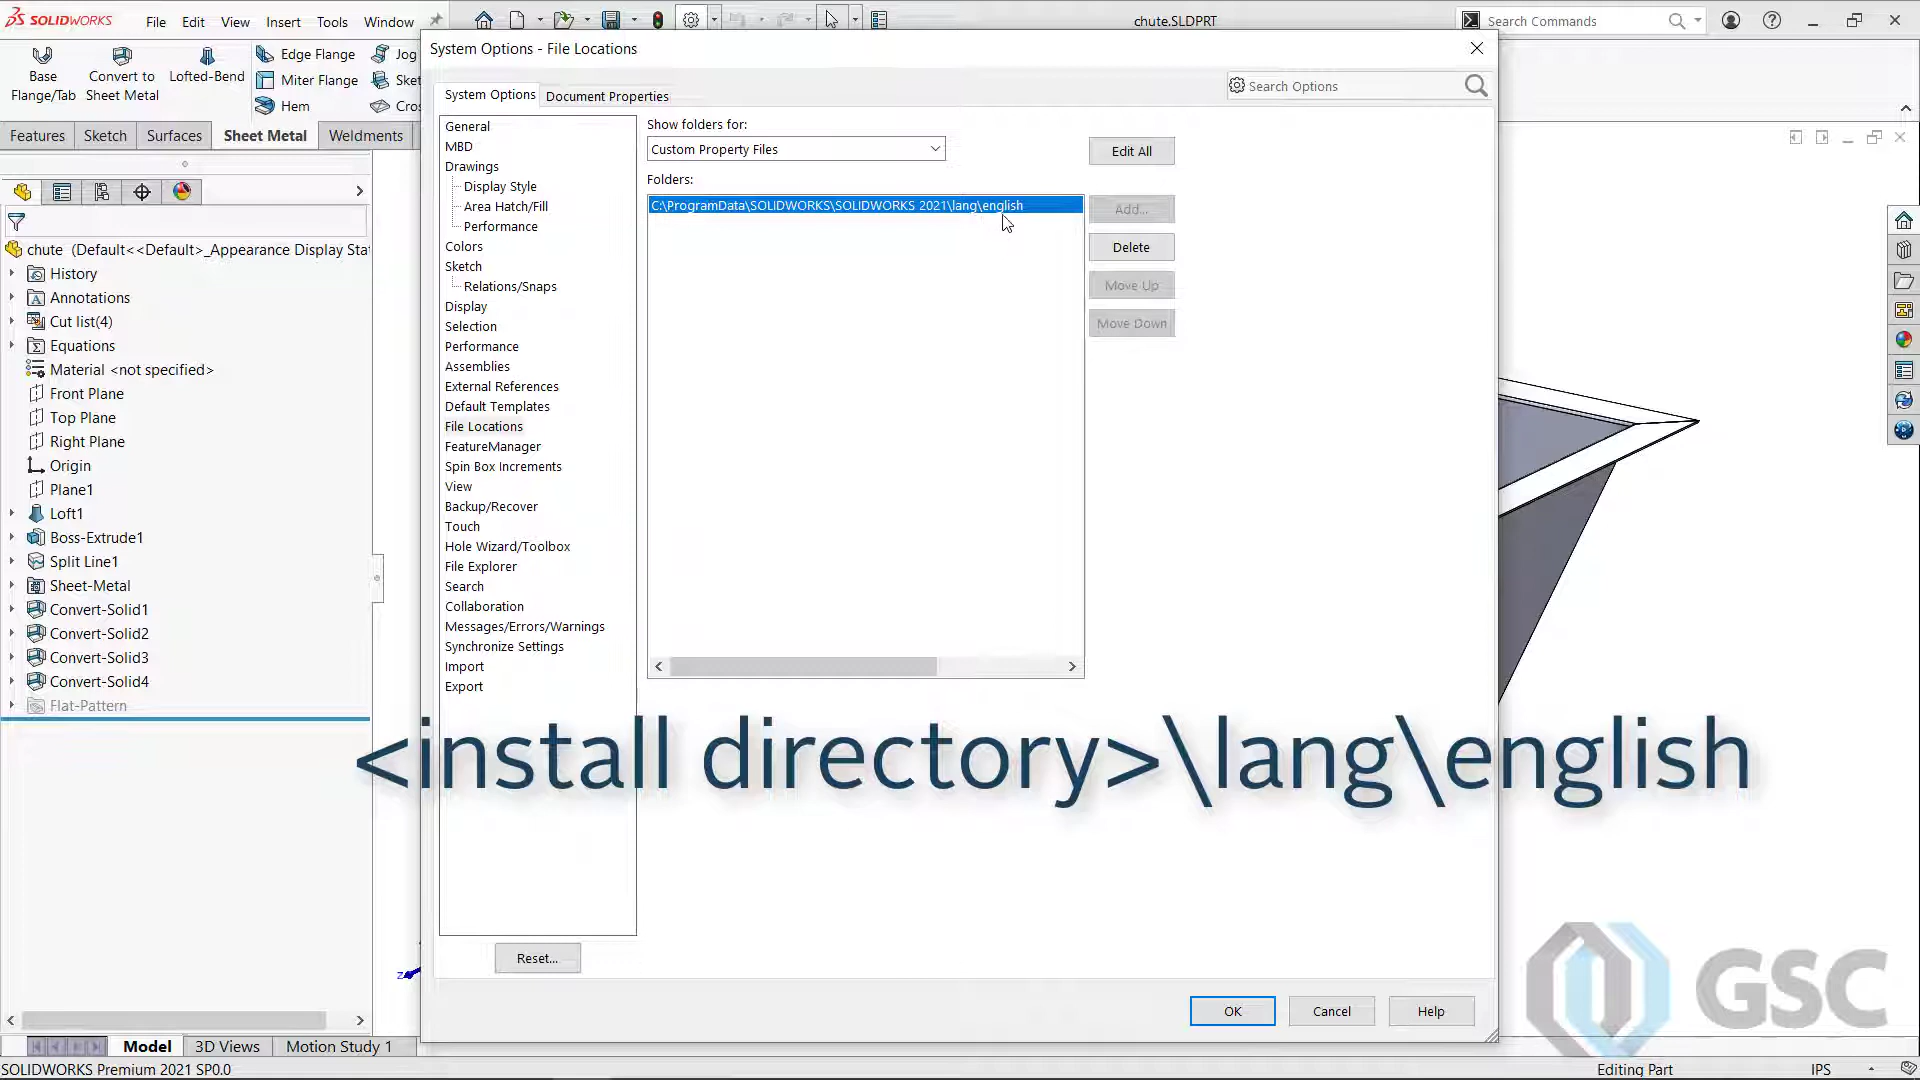 SOLIDWORKS File Edit View Insert Tools Window chute.SLDPRT Search Commands
Base Flange/Tab
Convert to Sheet Metal
Lofted-Bend
Edge Flange
Miter Flange
Hem
Jog
Sket
Cros
Features Sketch Surfaces Sheet Metal Weldments
chute (Default<<Default>_Appearance Display Sta
History
Annotations
Cut list(4)
Equations
Material <not specified>
Front Plane
Top Plane
Right Plane
Origin
Plane1
Loft1
Boss-Extrude1
Split Line1
Sheet-Metal
Convert-Solid1
Convert-Solid2
Convert-Solid3
Convert-Solid4
Flat-Pattern
System Options - File Locations
System Options Document Properties
Search Options
General
MBD
Drawings
Display Style
Area Hatch/Fill
Performance
Colors
Sketch
Relations/Snaps
Display
Selection
Performance
Assemblies
External References
Default Templates
File Locations
FeatureManager
Spin Box Increments
View
Backup/Recover
Touch
Hole Wizard/Toolbox
File Explorer
Search
Collaboration
Messages/Errors/Warnings
Synchronize Settings
Import
Export
Reset...
Show folders for:
Custom Property Files
Folders:
C:\ProgramData\SOLIDWORKS\SOLIDWORKS 2021\lang\english
Edit All
Add...
Delete
Move Up
Move Down
<install directory>\lang\english
OK Cancel Help
Z
GSC
Model 3D Views Motion Study 1
SOLIDWORKS Premium 2021 SP0.0 Editing Part IPS